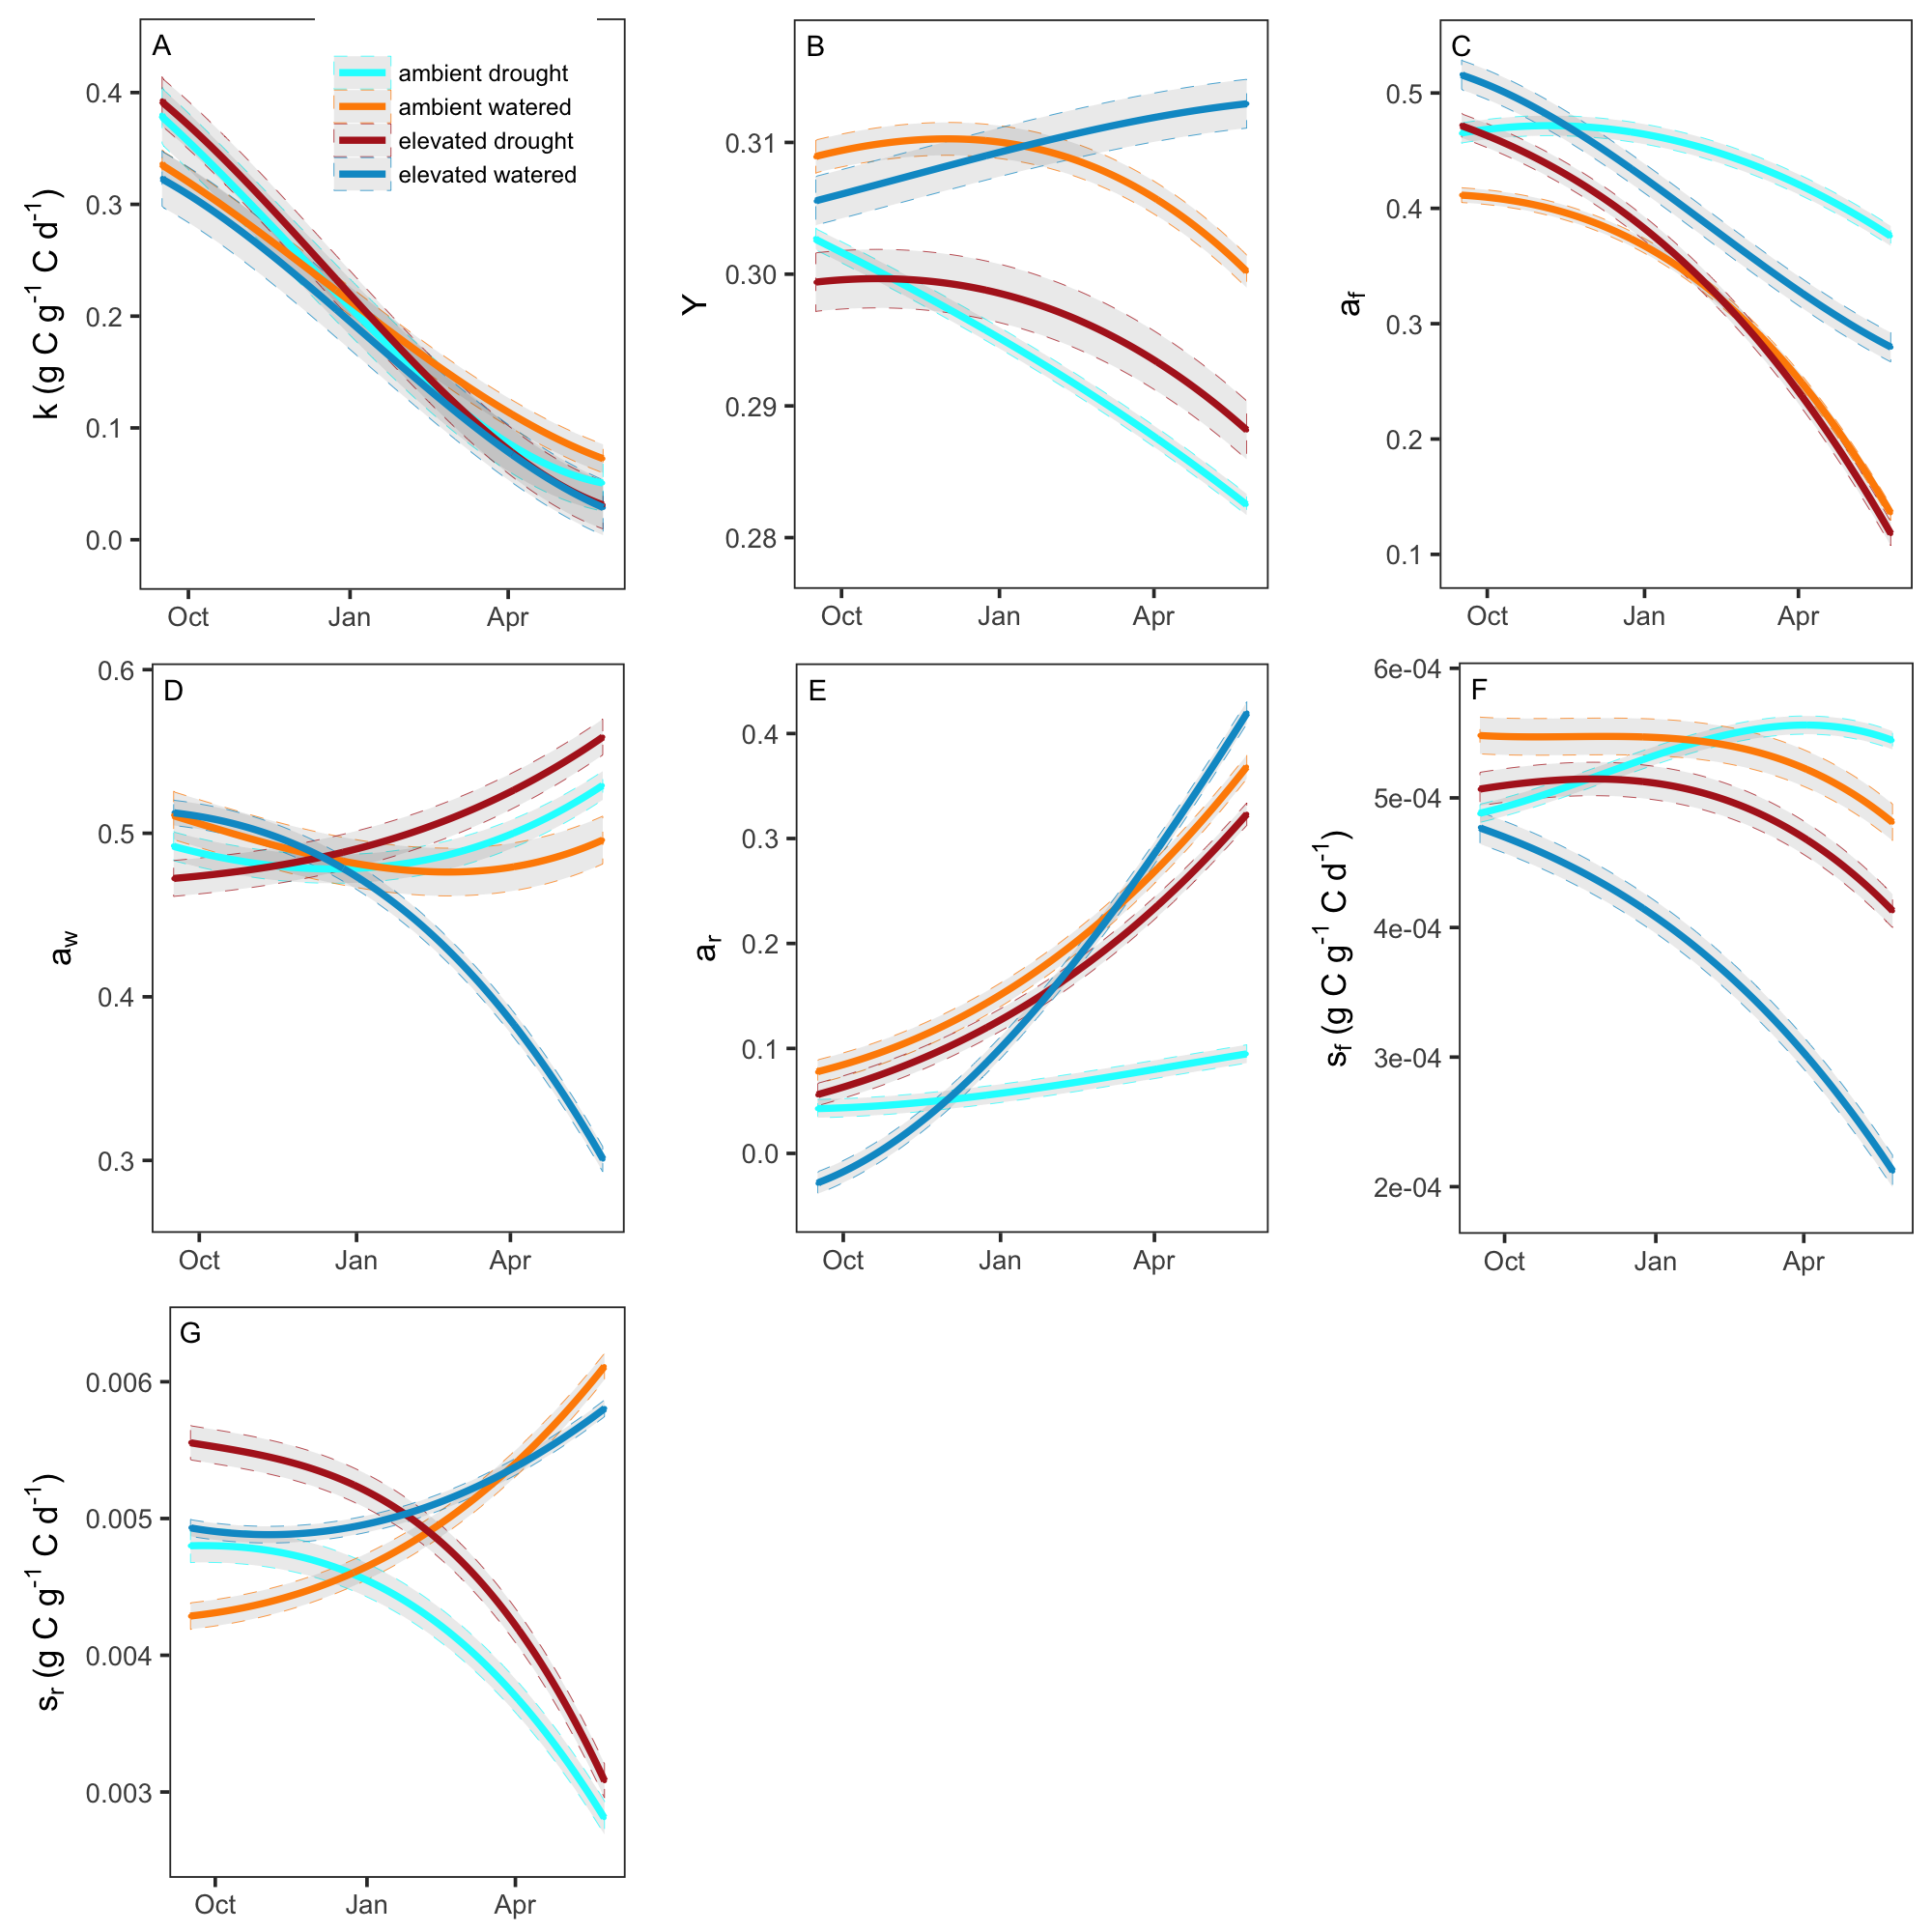 A
ambient drought
ambient watered
elevated drought
elevated watered
0.4
0.3
0.2
0.1
0.0
k (g C g⁻¹ C d⁻¹)
Oct Jan Apr
B
0.31
0.30
0.29
0.28
Y
Oct Jan Apr
C
0.5
0.4
0.3
0.2
0.1
a_f
Oct Jan Apr
D
0.6
0.5
0.4
0.3
a_w
Oct Jan Apr
E
0.4
0.3
0.2
0.1
0.0
a_r
Oct Jan Apr
F
6e-04
5e-04
4e-04
3e-04
2e-04
s_f (g C g⁻¹ C d⁻¹)
Oct Jan Apr
G
0.006
0.005
0.004
0.003
s_r (g C g⁻¹ C d⁻¹)
Oct Jan Apr